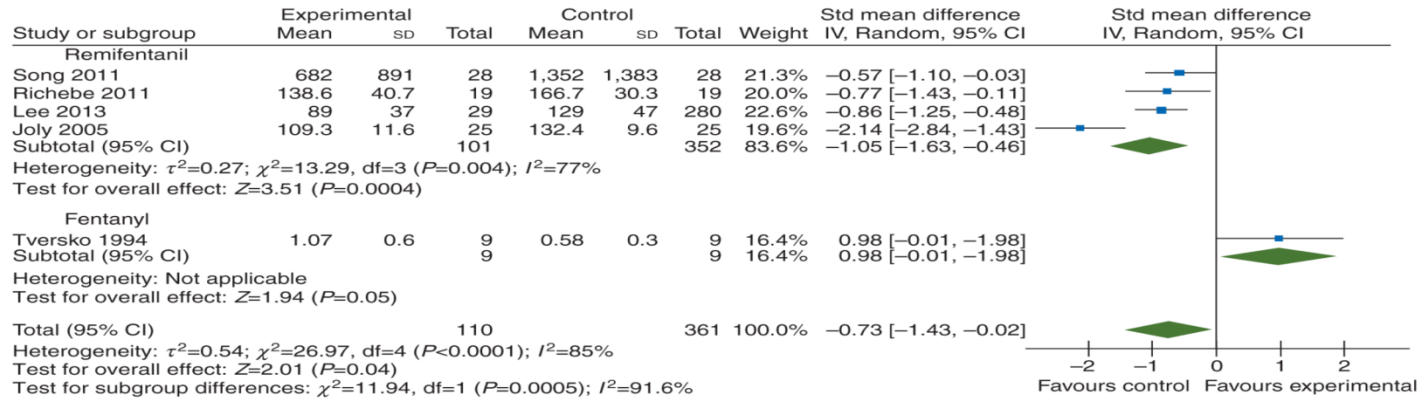 Experimental Control Std mean difference Std mean difference
Study or subgroup Mean SD Total Mean SD Total Weight IV, Random, 95% CI IV, Random, 95% CI
Remifentanil
Song 2011 682 891 28 1,352 1,383 28 21.3% −0.57 [−1.10, −0.03]
Richebe 2011 138.6 40.7 19 166.7 30.3 19 20.0% −0.77 [−1.43, −0.11]
Lee 2013 89 37 29 129 47 280 22.6% −0.86 [−1.25, −0.48]
Joly 2005 109.3 11.6 25 132.4 9.6 25 19.6% −2.14 [−2.84, −1.43]
Subtotal (95% CI) 101 352 83.6% −1.05 [−1.63, −0.46]
Heterogeneity: τ²=0.27; χ²=13.29, df=3 (P=0.004); I²=77%
Test for overall effect: Z=3.51 (P=0.0004)
Fentanyl
Tversko 1994 1.07 0.6 9 0.58 0.3 9 16.4% 0.98 [−0.01, −1.98]
Subtotal (95% CI) 9 9 16.4% 0.98 [−0.01, −1.98]
Heterogeneity: Not applicable
Test for overall effect: Z=1.94 (P=0.05)
Total (95% CI) 110 361 100.0% −0.73 [−1.43, −0.02]
Heterogeneity: τ²=0.54; χ²=26.97, df=4 (P<0.0001); I²=85%
Test for overall effect: Z=2.01 (P=0.04)
Test for subgroup differences: χ²=11.94, df=1 (P=0.0005); I²=91.6%
−2 −1 0 1 2
Favours control Favours experimental